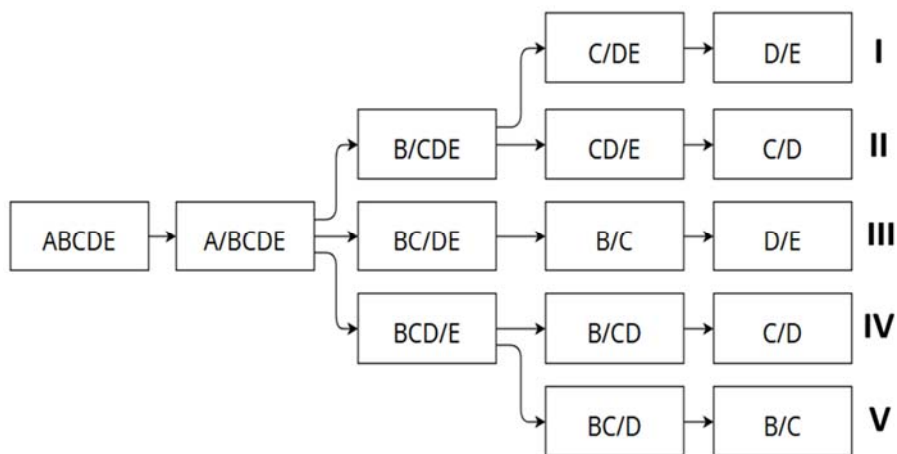 C/DE
D/E
I
B/CDE
CD/E
C/D
II
ABCDE
A/BCDE
BC/DE
B/C
D/E
III
BCD/E
B/CD
C/D
IV
BC/D
B/C
V